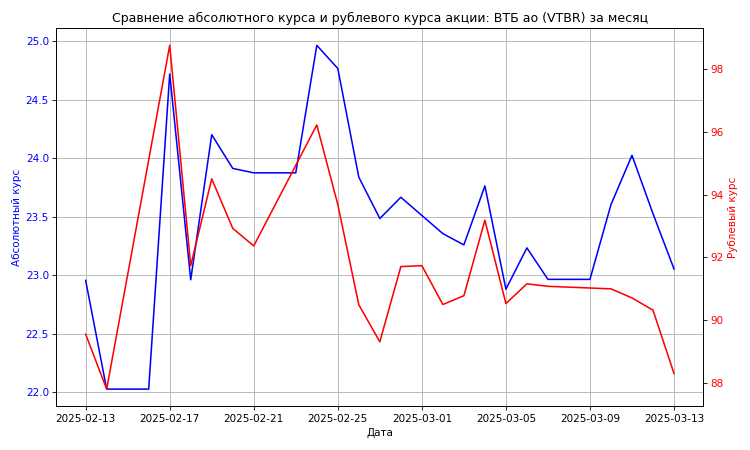 Сравнение абсолютного курса и рублевого курса акции: ВТБ ао (VTBR) за месяц
25.0
24.5
24.0
23.5
23.0
22.5
22.0
Абсолютный курс
98
96
94
92
90
88
Рублевый курс
2025-02-13 2025-02-17 2025-02-21 2025-02-25 2025-03-01 2025-03-05 2025-03-09 2025-03-13
Дата